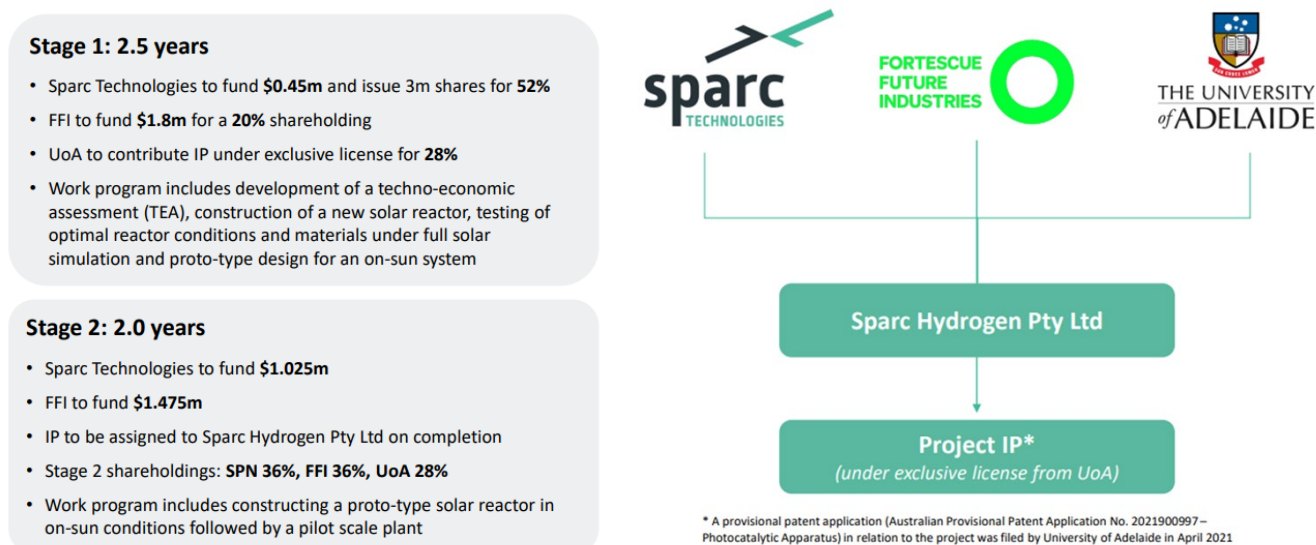 Stage 1: 2.5 years
• Sparc Technologies to fund $0.45m and issue 3m shares for 52%
• FFI to fund $1.8m for a 20% shareholding
• UoA to contribute IP under exclusive license for 28%
• Work program includes development of a techno-economic
assessment (TEA), construction of a new solar reactor, testing of
optimal reactor conditions and materials under full solar
simulation and proto-type design for an on-sun system
Stage 2: 2.0 years
• Sparc Technologies to fund $1.025m
• FFI to fund $1.475m
• IP to be assigned to Sparc Hydrogen Pty Ltd on completion
• Stage 2 shareholdings: SPN 36%, FFI 36%, UoA 28%
• Work program includes constructing a proto-type solar reactor in
on-sun conditions followed by a pilot scale plant
sparc
TECHNOLOGIES
FORTESCUE
FUTURE
INDUSTRIES
THE UNIVERSITY
of ADELAIDE
Sparc Hydrogen Pty Ltd
Project IP*
(under exclusive license from UoA)
* A provisional patent application (Australian Provisional Patent Application No. 2021900997 –
Photocatalytic Apparatus) in relation to the project was filed by University of Adelaide in April 2021